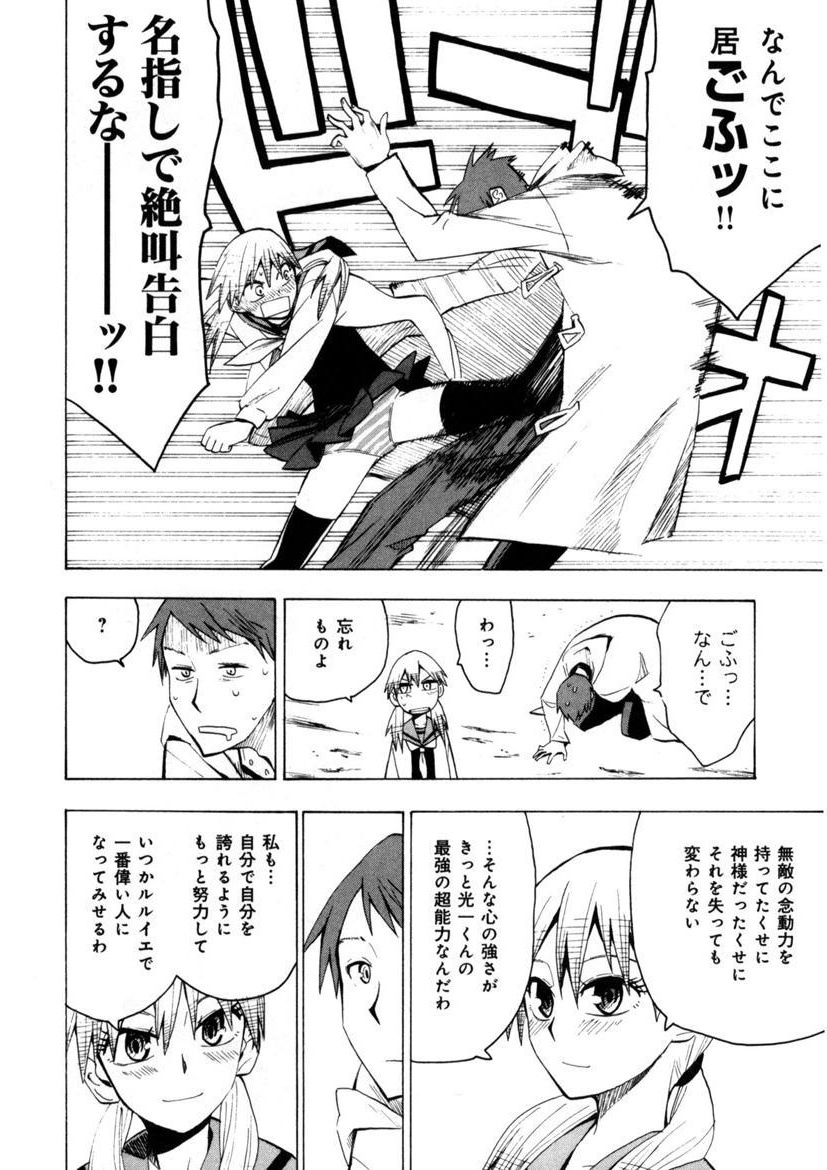 なんでここに
居ごふッ!!
ドゴォ
名指しで絶叫告白
するな――ッ!!
ごふっ…
なん…で
わっ…
忘れ
ものよ
?
無敵の念動力を
持ってたくせに
神様だったくせに
それを失っても
変わらない
…そんな心の強さが
きっと光一くんの
最強の超能力なんだわ
私も…
自分で自分を
誇れるように
もっと努力して
いつかルルイエで
一番偉い人に
なってみせるわ